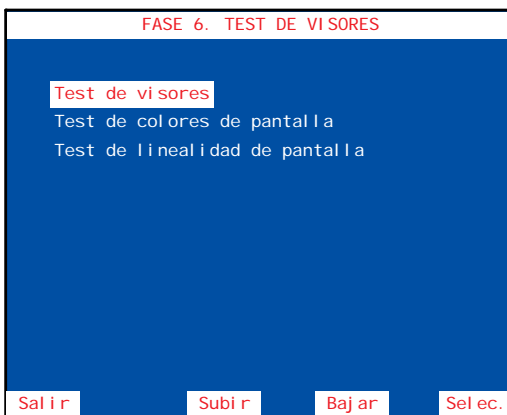 FASE 6. TEST DE VISORES
Test de visores
Test de colores de pantalla
Test de linealidad de pantalla
Salir Subir Bajar Selec.